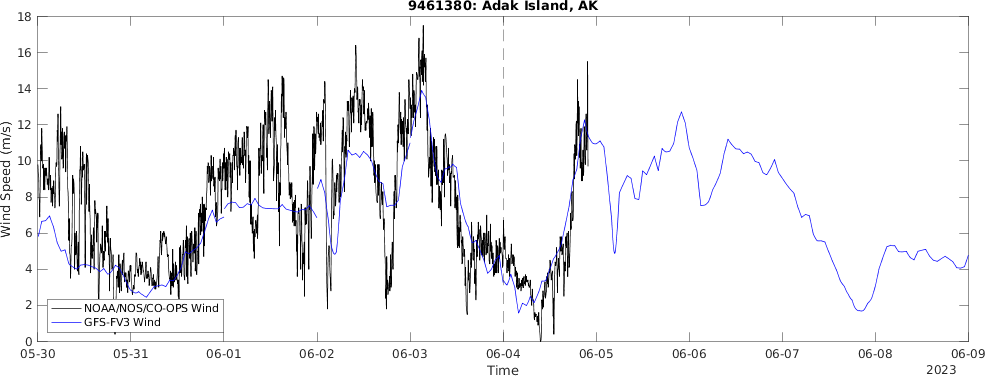 9461380: Adak Island, AK
18
16
14
12
10
8
6
4
2
0
Wind Speed (m/s)
NOAA/NOS/CO-OPS Wind
GFS-FV3 Wind
05-30 05-31 06-01 06-02 06-03 06-04 06-05 06-06 06-07 06-08 06-09
Time
2023